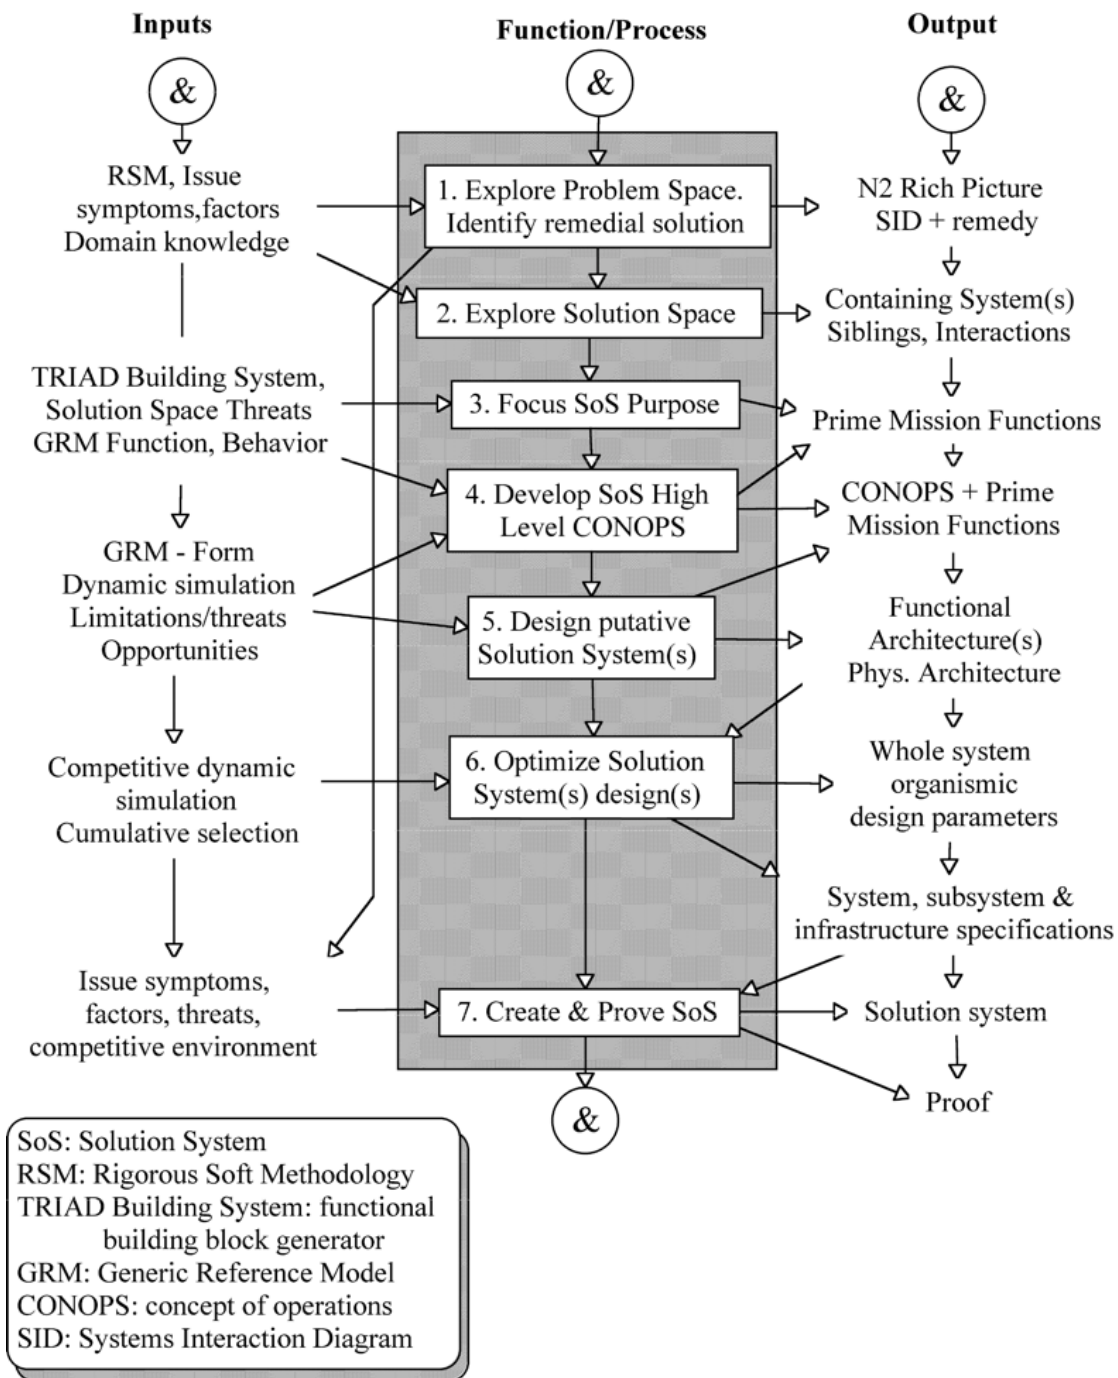 Inputs
Function/Process
Output
&
&
&
RSM, Issue
symptoms,factors
Domain knowledge
1. Explore Problem Space.
Identify remedial solution
N2 Rich Picture
SID + remedy
2. Explore Solution Space
Containing System(s)
Siblings, Interactions
TRIAD Building System,
Solution Space Threats
GRM Function, Behavior
3. Focus SoS Purpose
Prime Mission Functions
4. Develop SoS High
Level CONOPS
CONOPS + Prime
Mission Functions
GRM - Form
Dynamic simulation
Limitations/threats
Opportunities
5. Design putative
Solution System(s)
Functional
Architecture(s)
Phys. Architecture
Competitive dynamic
simulation
Cumulative selection
6. Optimize Solution
System(s) design(s)
Whole system
organismic
design parameters
System, subsystem &
infrastructure specifications
Issue symptoms,
factors, threats,
competitive environment
7. Create & Prove SoS
Solution system
Proof
&
SoS: Solution System
RSM: Rigorous Soft Methodology
TRIAD Building System: functional
building block generator
GRM: Generic Reference Model
CONOPS: concept of operations
SID: Systems Interaction Diagram